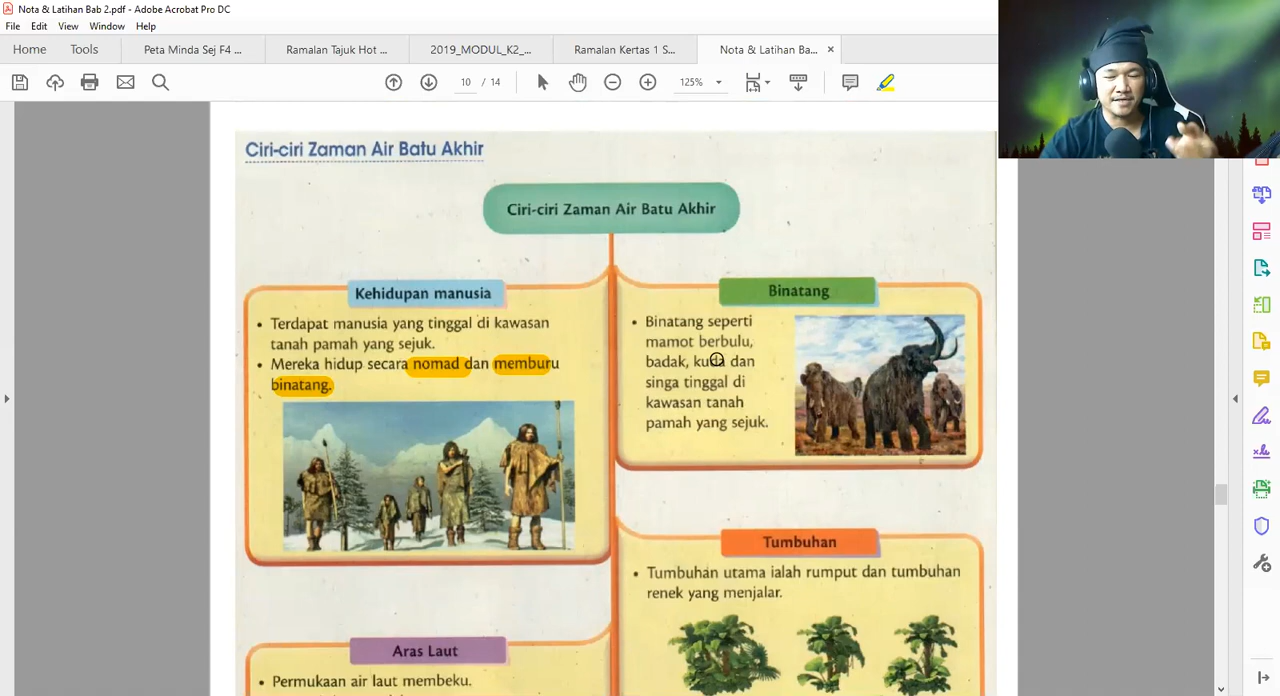 Nota & Latihan Bab 2.pdf - Adobe Acrobat Pro DC
File Edit View Window Help
Home Tools Peta Minda Sej F4 ... Ramalan Tajuk Hot ... 2019_MODUL_K2_... Ramalan Kertas 1 S... Nota & Latihan Ba... ×
10 / 14 125%
Ciri-ciri Zaman Air Batu Akhir
Ciri-ciri Zaman Air Batu Akhir
Kehidupan manusia
• Terdapat manusia yang tinggal di kawasan
tanah pamah yang sejuk.
• Mereka hidup secara nomad dan memburu
binatang.
Binatang
• Binatang seperti
mamot berbulu,
badak, kuda dan
singa tinggal di
kawasan tanah
pamah yang sejuk.
Tumbuhan
• Tumbuhan utama ialah rumput dan tumbuhan
renek yang menjalar.
Aras Laut
• Permukaan air laut membeku.